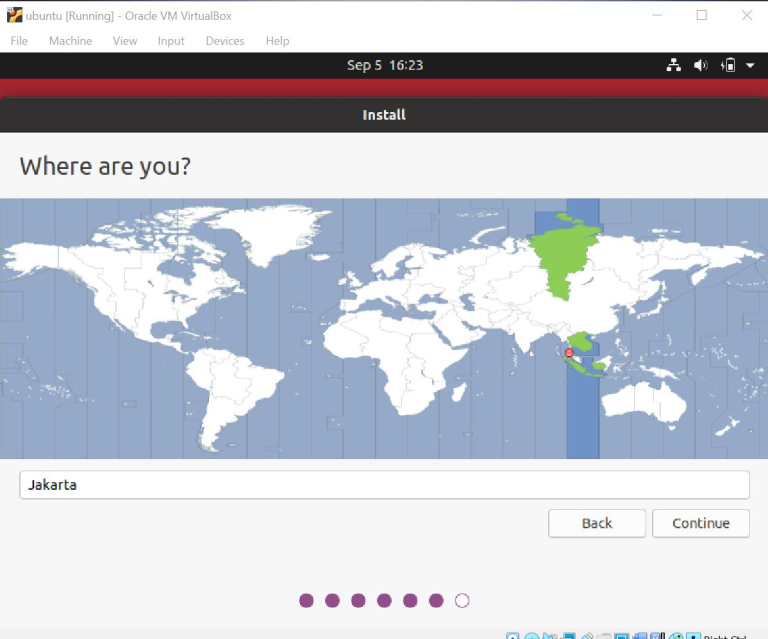 ubuntu [Running] - Oracle VM VirtualBox
File Machine View Input Devices Help
Sep 5 16:23
Install
Where are you?
Jakarta
Back Continue
Right Ctrl